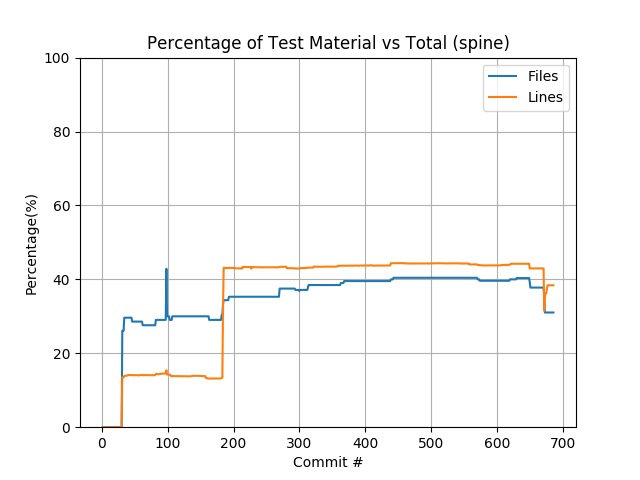 Percentage of Test Material vs Total (spine)
Files
Lines
Percentage(%)
100
80
60
40
20
0
0 100 200 300 400 500 600 700
Commit #